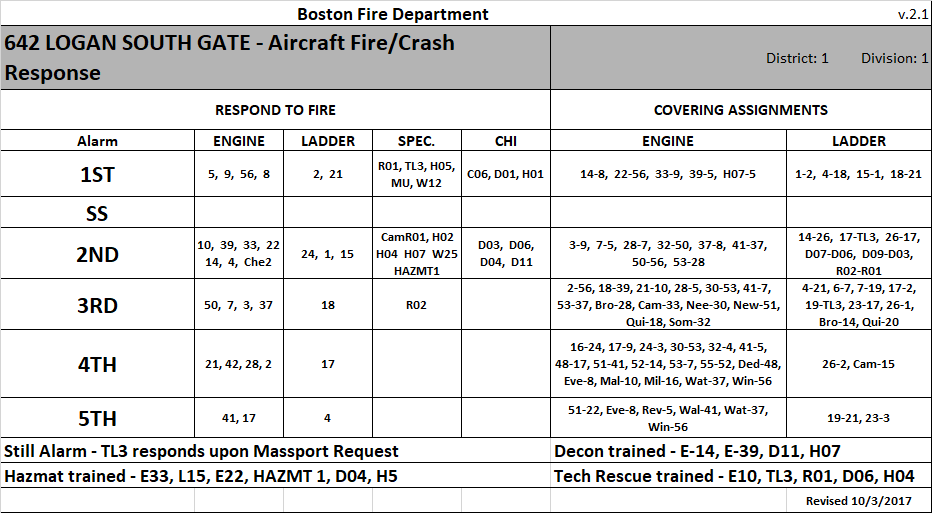 Boston Fire Department v.2.1
642 LOGAN SOUTH GATE - Aircraft Fire/Crash
Response
District: 1 Division: 1
RESPOND TO FIRE COVERING ASSIGNMENTS
Alarm ENGINE LADDER SPEC. CHI ENGINE LADDER
1ST 5, 9, 56, 8 2, 21 R01, TL3, H05, C06, D01, H01 14-8, 22-56, 33-9, 39-5, H07-5 1-2, 4-18, 15-1, 18-21
MU, W12
SS
2ND
10, 39, 33, 22
14, 4, Che2
24, 1, 15
CamR01, H02
H04 H07 W25
HAZMT1
D03, D06,
D04, D11
3-9, 7-5, 28-7, 32-50, 37-8, 41-37,
50-56, 53-28
14-26, 17-TL3, 26-17,
D07-D06, D09-D03,
R02-R01
3RD
50, 7, 3, 37
18
R02
2-56, 18-39, 21-10, 28-5, 30-53, 41-7,
53-37, Bro-28, Cam-33, Nee-30, New-51,
Qui-18, Som-32
4-21, 6-7, 7-19, 17-2,
19-TL3, 23-17, 26-1,
Bro-14, Qui-20
4TH
21, 42, 28, 2
17
16-24, 17-9, 24-3, 30-53, 32-4, 41-5,
48-17, 51-41, 52-14, 53-7, 55-52, Ded-48,
Eve-8, Mal-10, Mil-16, Wat-37, Win-56
26-2, Cam-15
5TH
41, 17
4
51-22, Eve-8, Rev-5, Wal-41, Wat-37,
Win-56
19-21, 23-3
Still Alarm - TL3 responds upon Massport Request
Decon trained - E-14, E-39, D11, H07
Hazmat trained - E33, L15, E22, HAZMT 1, D04, H5
Tech Rescue trained - E10, TL3, R01, D06, H04
Revised 10/3/2017